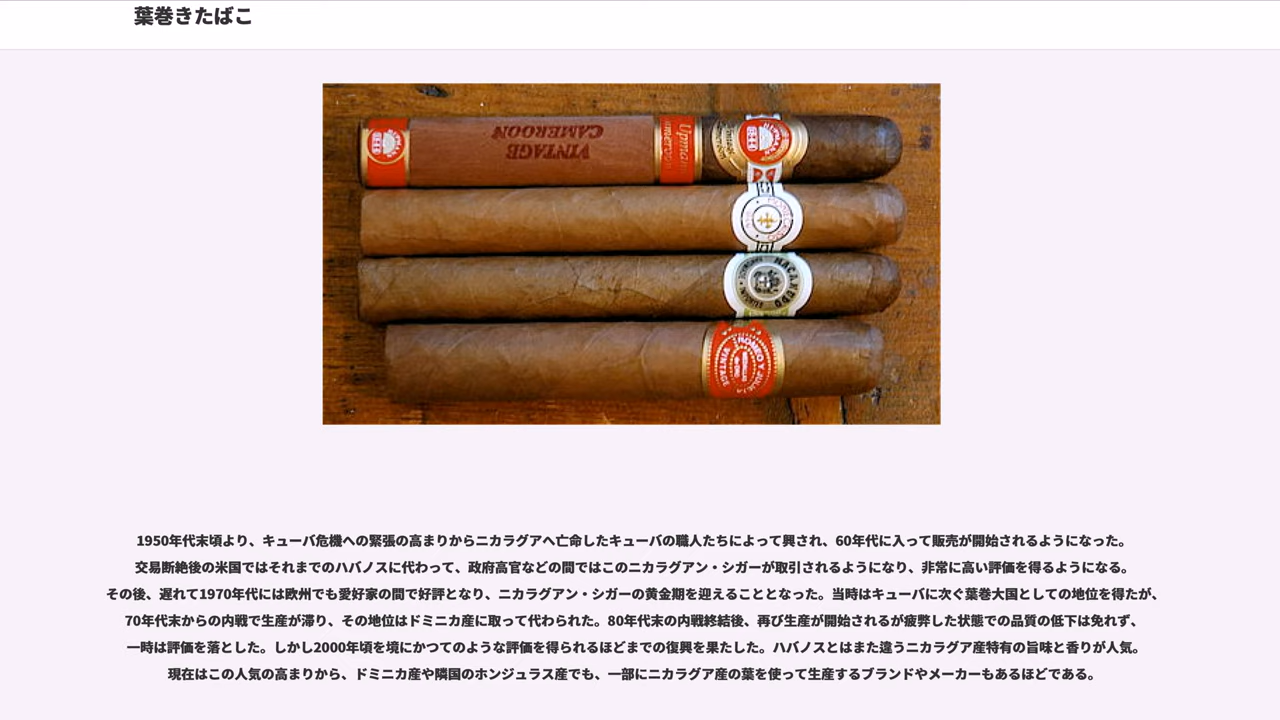 葉巻きたばこ
VINTAGE
CAMEROON
Upmann
MACANUDO
ROMEO Y JULIETA
VINTAGE
1950年代末頃より、キューバ危機への緊張の高まりからニカラグアへ亡命したキューバの職人たちによって興され、60年代に入って販売が開始されるようになった。
交易断絶後の米国ではそれまでのハバノスに代わって、政府高官などの間ではこのニカラグアン・シガーが取引されるようになり、非常に高い評価を得るようになる。
その後、遅れて1970年代には欧州でも愛好家の間で好評となり、ニカラグアン・シガーの黄金期を迎えることとなった。当時はキューバに次ぐ葉巻大国としての地位を得たが、
70年代末からの内戦で生産が滞り、その地位はドミニカ産に取って代わられた。80年代末の内戦終結後、再び生産が開始されるが疲弊した状態での品質の低下は免れず、
一時は評価を落とした。しかし2000年頃を境にかつてのような評価を得られるほどまでの復興を果たした。ハバノスとはまた違うニカラグア産特有の旨味と香りが人気。
現在はこの人気の高まりから、ドミニカ産や隣国のホンジュラス産でも、一部にニカラグア産の葉を使って生産するブランドやメーカーもあるほどである。